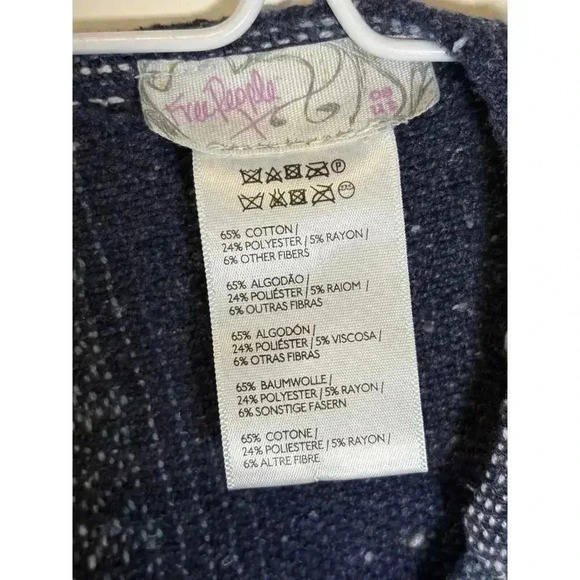 Free People
65% COTTON /
24% POLYESTER / 5% RAYON /
6% OTHER FIBERS
65% ALGODÃO /
24% POLIÉSTER / 5% RAIOM /
6% OUTRAS FIBRAS
65% ALGODÓN /
24% POLIÉSTER / 5% VISCOSA /
6% OTRAS FIBRAS
65% BAUMWOLLE /
24% POLYESTER / 5% RAYON /
6% SONSTIGE FASERN
65% COTONE /
24% POLIESTERE / 5% RAYON /
6% ALTRE FIBRE